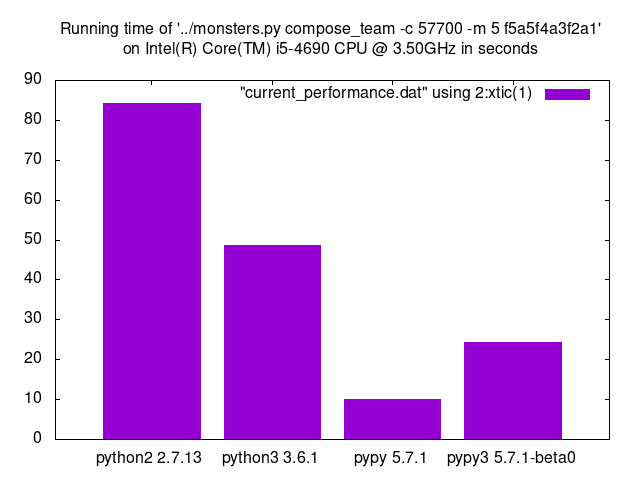 Running time of '../monsters.py compose_team -c 57700 -m 5 f5a5f4a3f2a1'
on Intel(R) Core(TM) i5-4690 CPU @ 3.50GHz in seconds
"current_performance.dat" using 2:xtic(1)
90
80
70
60
50
40
30
20
10
0
python2 2.7.13 python3 3.6.1 pypy 5.7.1 pypy3 5.7.1-beta0